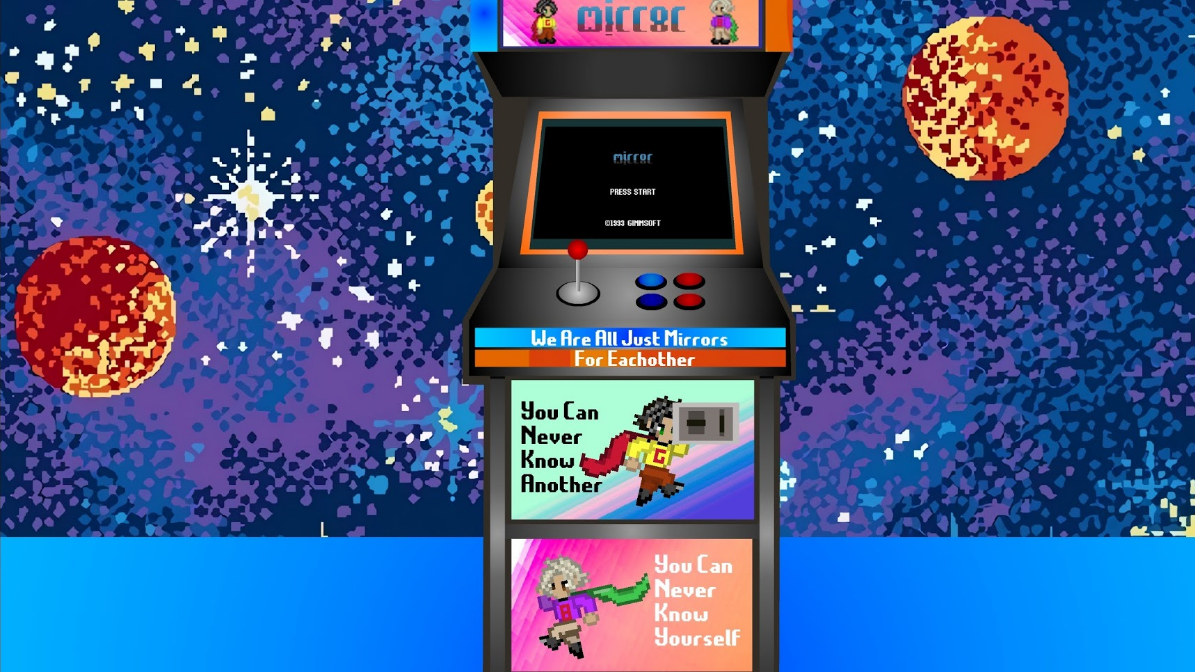 mirror
mirror
PRESS START
©1993 GIMMSOFT
We Are All Just Mirrors
For Eachother
You Can
Never
Know
Another
G
You Can
Never
Know
Yourself
A